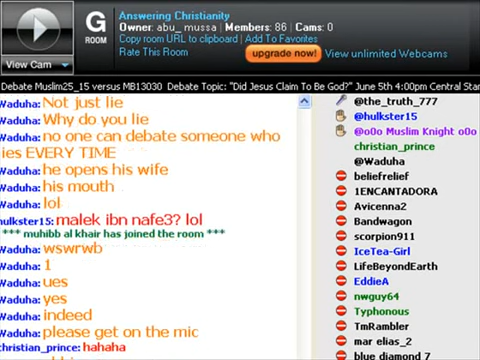 G
ROOM
Answering Christianity
Owner: abu_ mussa | Members: 86 | Cams: 0
Copy room URL to clipboard | Add To Favorites
Rate This Room
upgrade now!
View unlimited Webcams
View Cam
Debate Muslim25_15 versus MB13030 Debate Topic: "Did Jesus Claim To Be God?" June 5th 4:00pm Central Star
Waduha: Not just lie
Waduha: Why do you lie
Waduha: no one can debate someone who
ies EVERY TIME
Waduha: he opens his wife
Waduha: his mouth
Waduha: lol
hulkster15: malek ibn nafe3? lol
*** muhibb al khair has joined the room ***
Waduha: wswrwb
Waduha: 1
Waduha: ues
Waduha: yes
Waduha: indeed
Waduha: please get on the mic
christian_prince: hahaha
@the_truth_777
@hulkster15
@o0o Muslim Knight o0o
christian_prince
@Waduha
beliefrelief
1ENCANTADORA
Avicenna2
Bandwagon
scorpion911
IceTea-Girl
LifeBeyondEarth
EddieA
nwguy64
Typhonous
TmRambler
mar elias_2
blue diamond 7